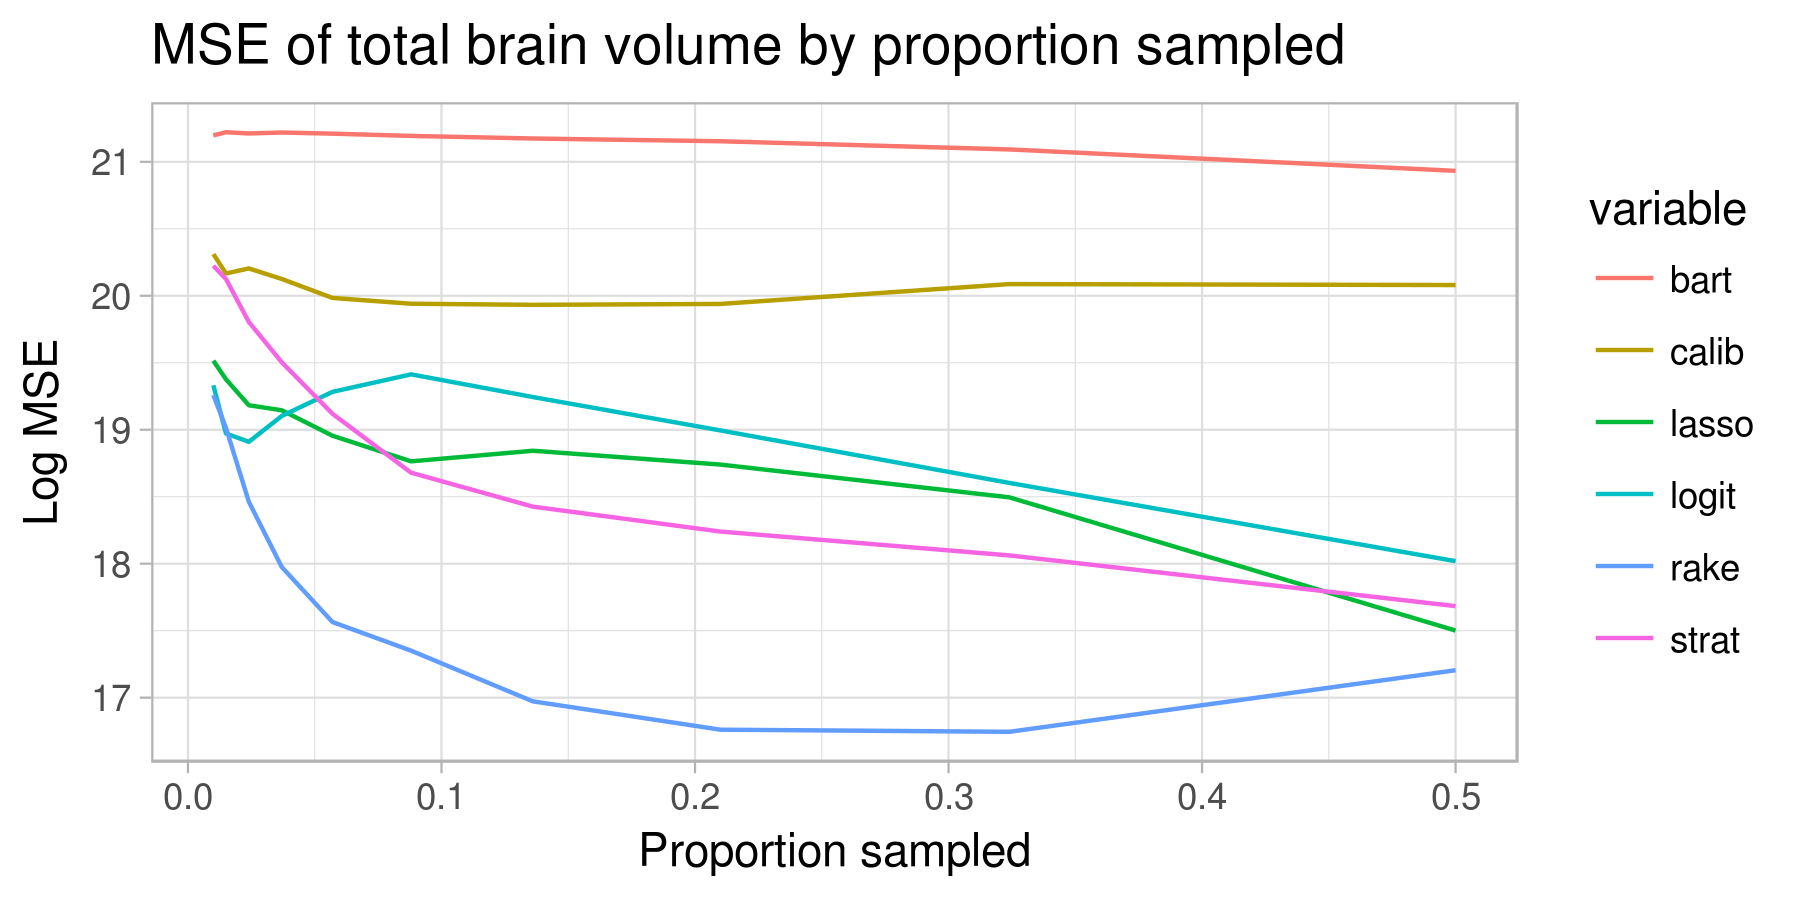 MSE of total brain volume by proportion sampled
Log MSE
21
20
19
18
17
0.0 0.1 0.2 0.3 0.4 0.5
Proportion sampled
variable
bart
calib
lasso
logit
rake
strat